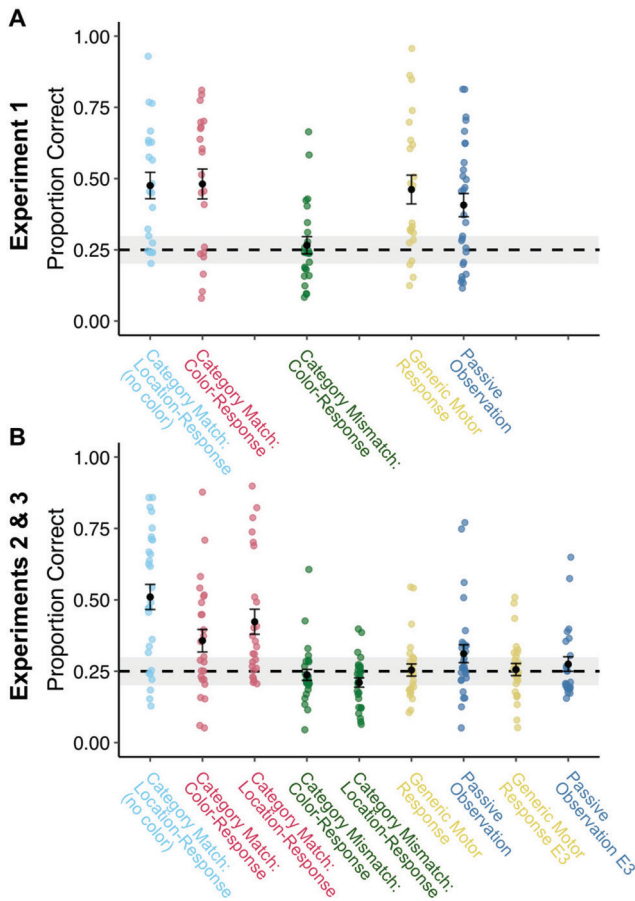 A
Experiment 1
Proportion Correct
1.00
0.75
0.50
0.25
0.00
Category Match:
Location-Response
(no color)
Category Match:
Color-Response
Category Mismatch:
Color-Response
Generic Motor
Response
Passive
Observation
B
Experiments 2 & 3
Proportion Correct
1.00
0.75
0.50
0.25
0.00
Category Match:
Location-Response
(no color)
Category Match:
Color-Response
Category Match:
Location-Response
Category Mismatch:
Color-Response
Category Mismatch:
Location-Response
Generic Motor
Response
Passive
Observation
Generic Motor
Response E3
Passive
Observation E3